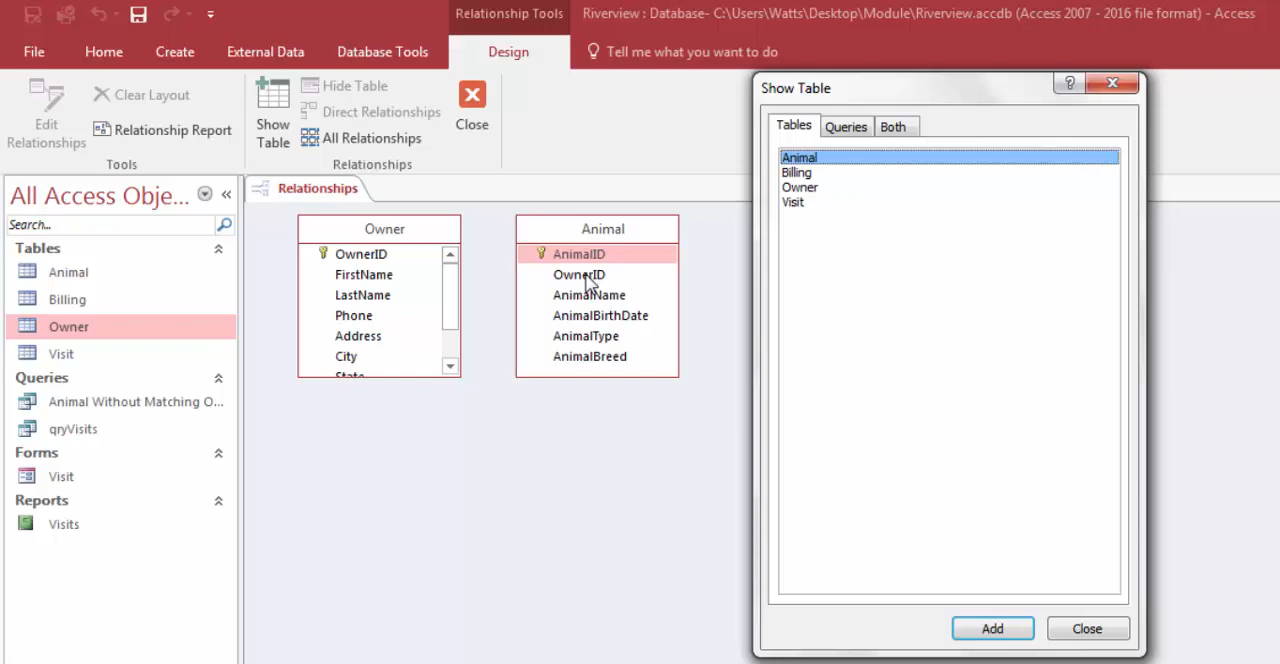 Relationship Tools
Riverview : Database- C:\Users\Watts\Desktop\Module\Riverview.accdb (Access 2007 - 2016 file format) - Access
File
Home
Create
External Data
Database Tools
Design
Tell me what you want to do
Edit
Relationships
Clear Layout
Relationship Report
Tools
Show
Table
Hide Table
Direct Relationships
All Relationships
Relationships
Close
All Access Obje... «
Search...
Tables
Animal
Billing
Owner
Visit
Queries
Animal Without Matching O...
qryVisits
Forms
Visit
Reports
Visits
Relationships
Owner
OwnerID
FirstName
LastName
Phone
Address
City
State
Animal
AnimalID
OwnerID
AnimalName
AnimalBirthDate
AnimalType
AnimalBreed
Show Table
?
Tables
Queries
Both
Animal
Billing
Owner
Visit
Add
Close